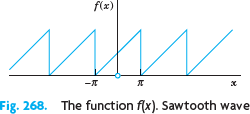 f(x)
−π π x
Fig. 268. The function f(x). Sawtooth wave